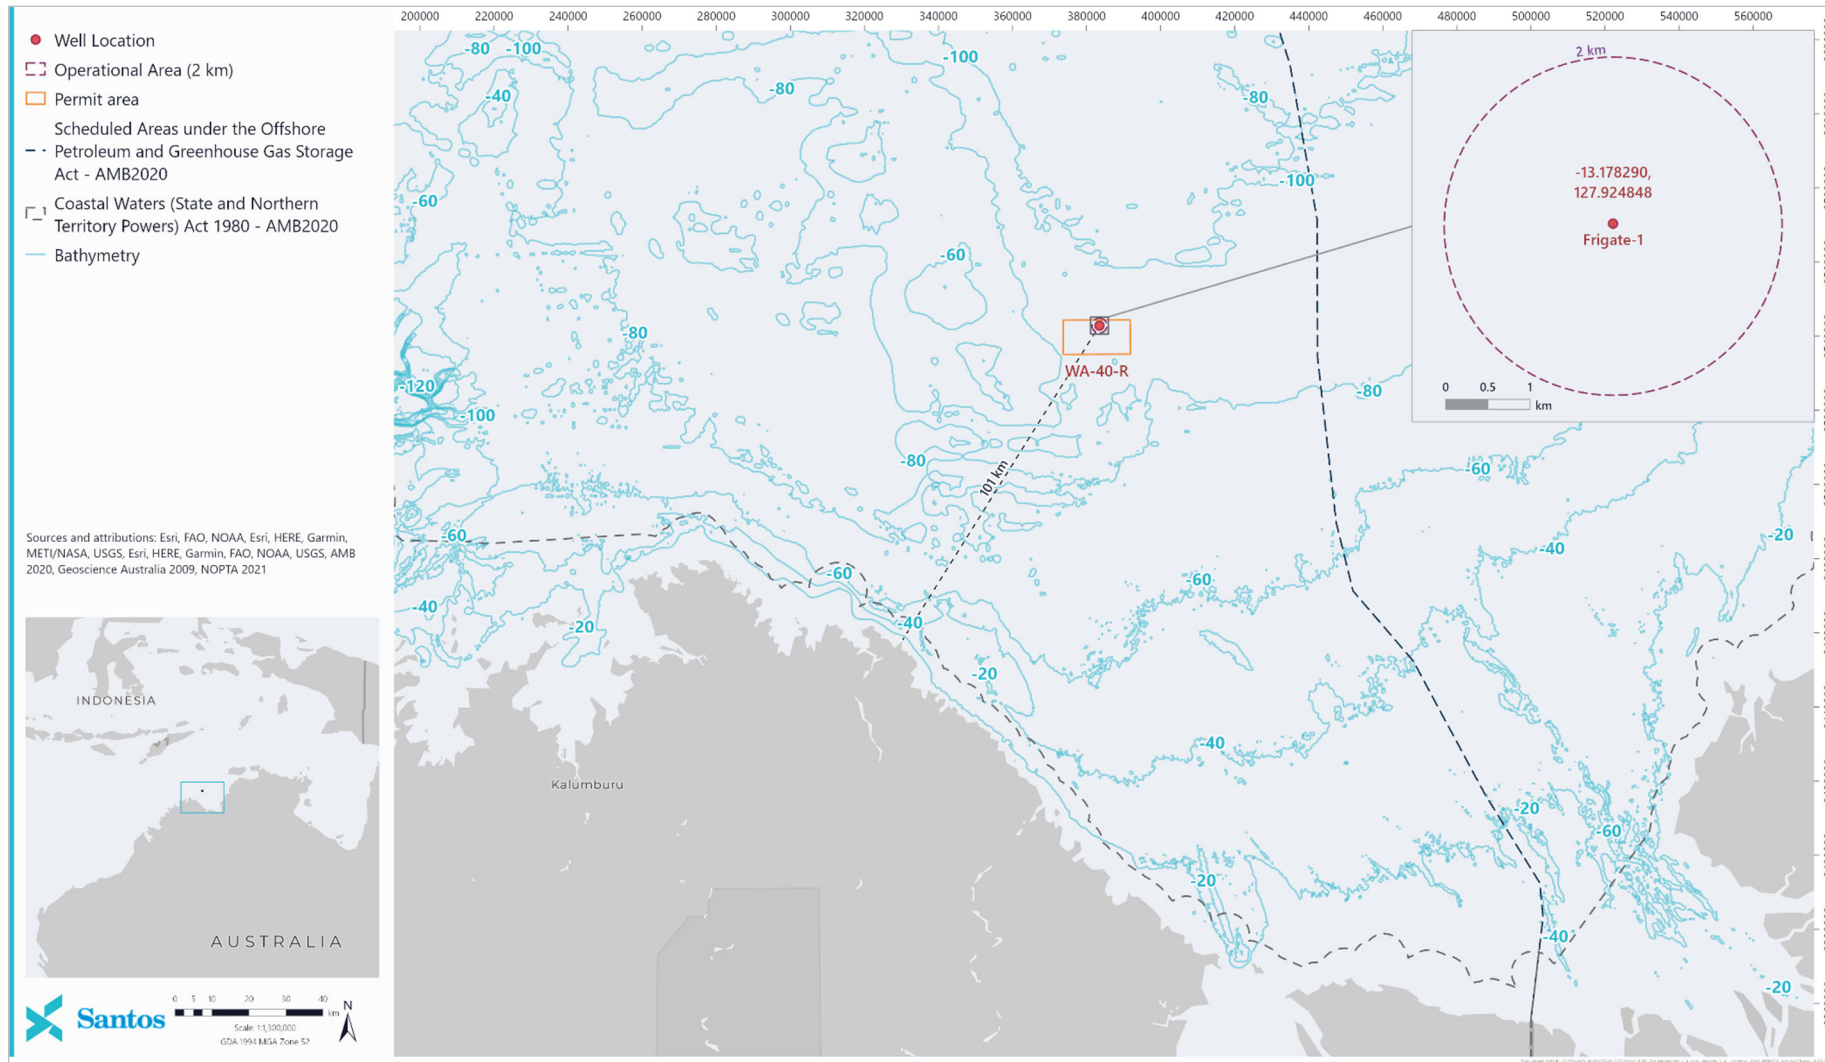 200000 220000 240000 260000 280000 300000 320000 340000 360000 380000 400000 420000 440000 460000 480000 500000 520000 540000 560000
Well Location
Operational Area (2 km)
Permit area
Scheduled Areas under the Offshore
Petroleum and Greenhouse Gas Storage
Act - AMB2020
Coastal Waters (State and Northern
Territory Powers) Act 1980 - AMB2020
Bathymetry
Sources and attributions: Esri, FAO, NOAA, Esri, HERE, Garmin,
METI/NASA, USGS, Esri, HERE, Garmin, FAO, NOAA, USGS, AMB
2020, Geoscience Australia 2009, NOPTA 2021
INDONESIA
AUSTRALIA
Santos
0 5 10 20 30 40
km
N
Scale: 1:1,300,000
GDA 1994 MGA Zone 52
-80 -100
-100
-40
-80
-80
-100
-60
-60
-80
-120
-100
-80
-80
-60
-60
-40
-20
-60
-60
-40
-40
-20
-20
-40
-20
-60
-20
-40
-20
WA-40-R
101 km
Kalumburu
2 km
-13.178290,
127.924848
Frigate-1
0 0.5 1
km